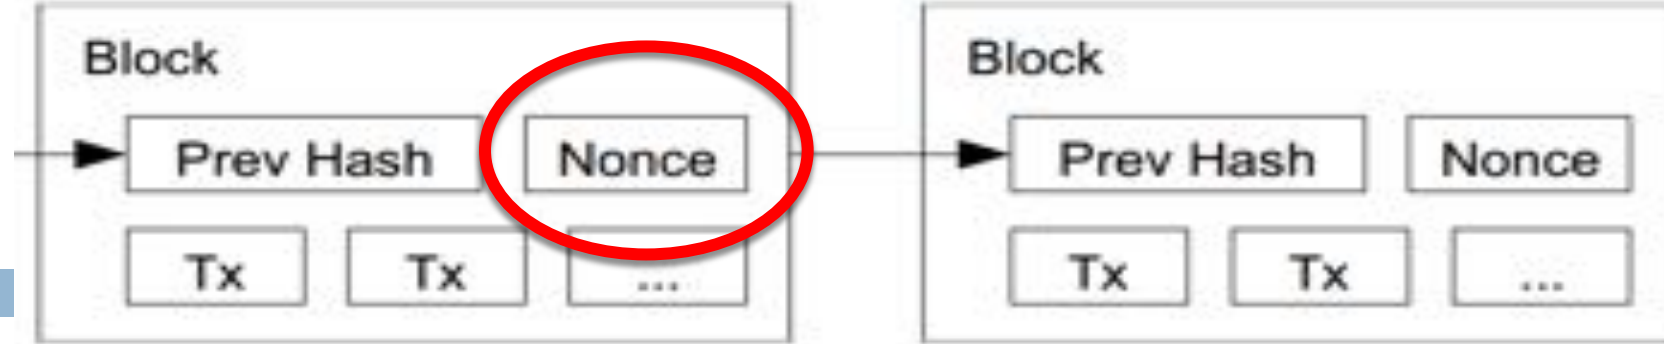 Block
Prev Hash Nonce
Tx Tx ...
Block
Prev Hash Nonce
Tx Tx ...